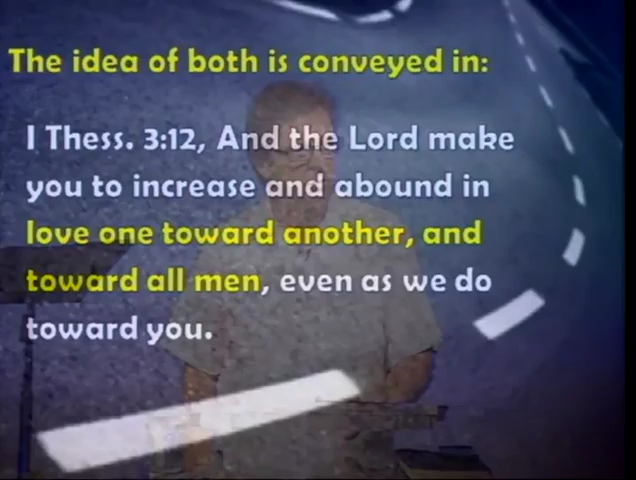 The idea of both is conveyed in:
I Thess. 3:12, And the Lord make
you to increase and abound in
love one toward another, and
toward all men, even as we do
toward you.